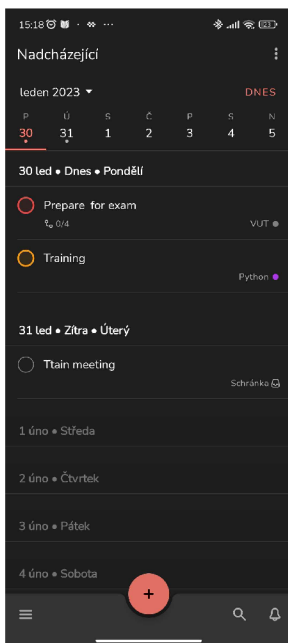 15:18
Nadcházející
leden 2023
DNES
P Ú S Č P S N
30 31 1 2 3 4 5
30 led • Dnes • Pondělí
Prepare for exam
0/4 VUT
Training
Python
31 led • Zítra • Úterý
Ttain meeting
Schránka
1 úno • Středa
2 úno • Čtvrtek
3 úno • Pátek
4 úno • Sobota